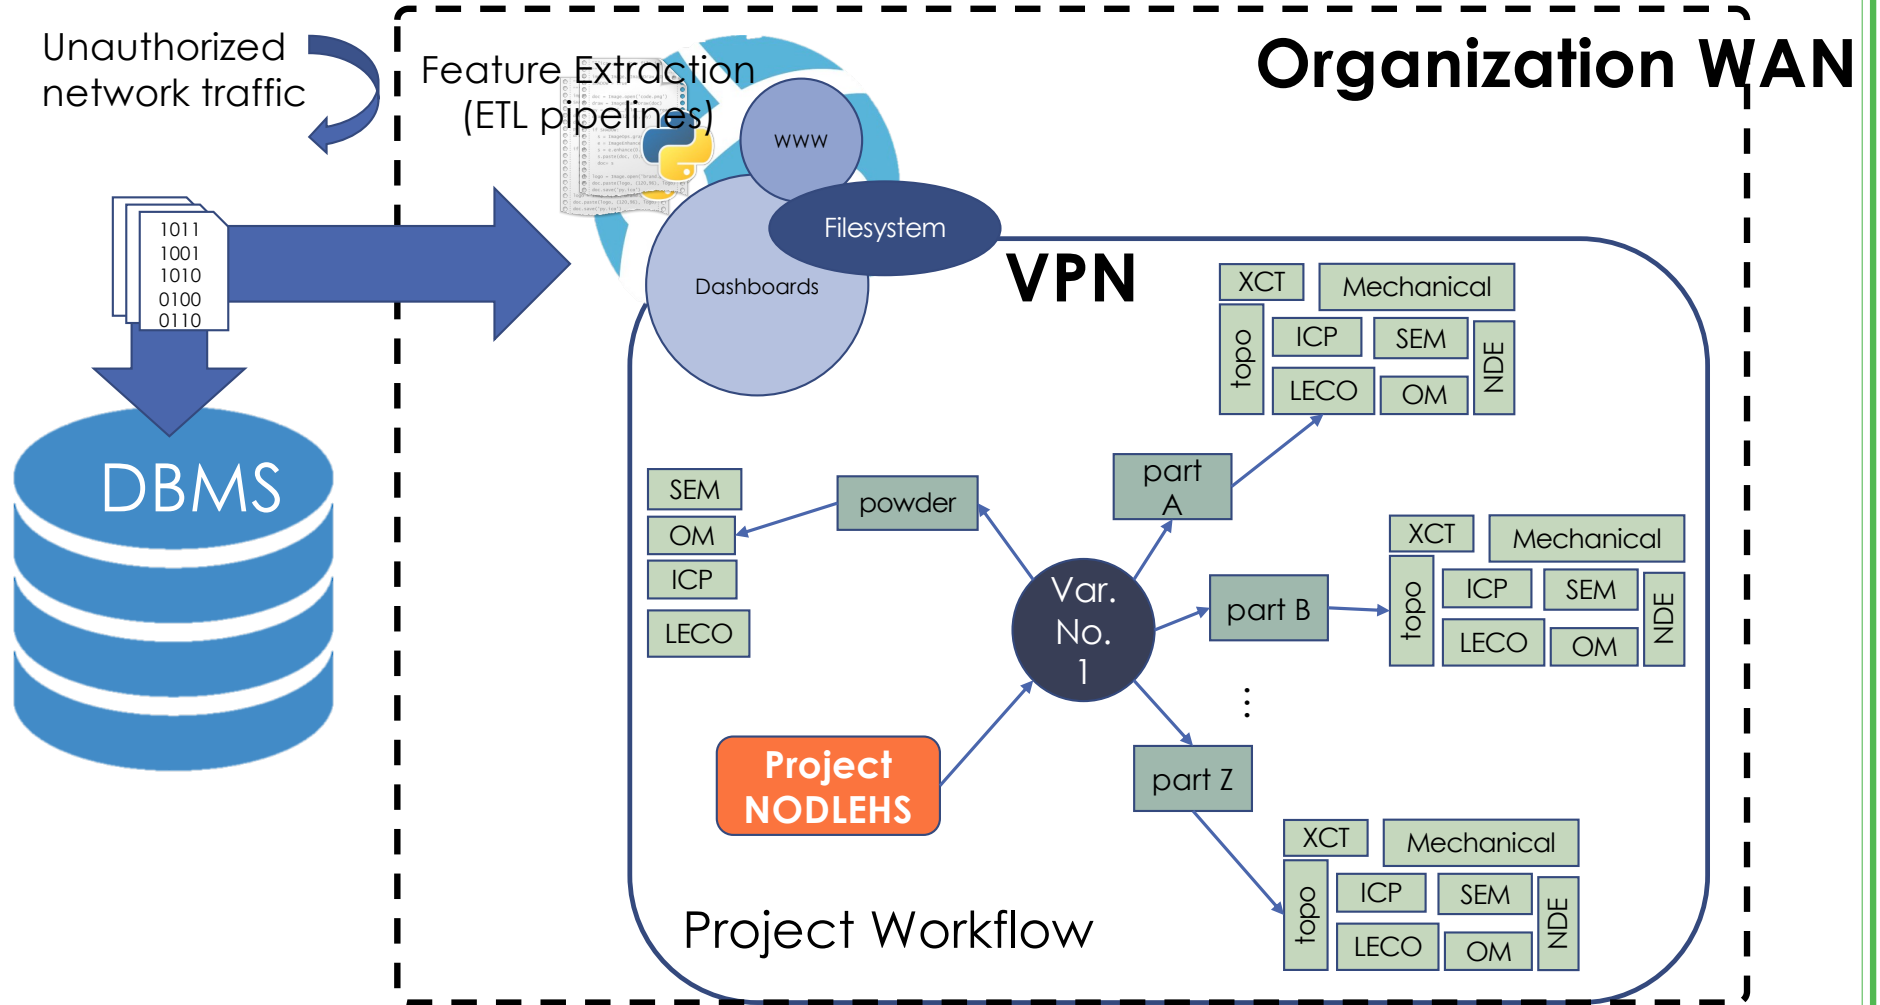 Unauthorized
network traffic
Feature Extraction
(ETL pipelines)
Organization WAN
www
Filesystem
Dashboards
VPN
1011
1001
1010
0100
0110
DBMS
XCT
Mechanical
topo
ICP
SEM
NDE
LECO
OM
SEM
OM
ICP
LECO
powder
part
A
Var.
No.
1
part B
XCT
Mechanical
topo
ICP
SEM
NDE
LECO
OM
...
Project
NODLEHS
part Z
XCT
Mechanical
topo
ICP
SEM
NDE
LECO
OM
Project Workflow